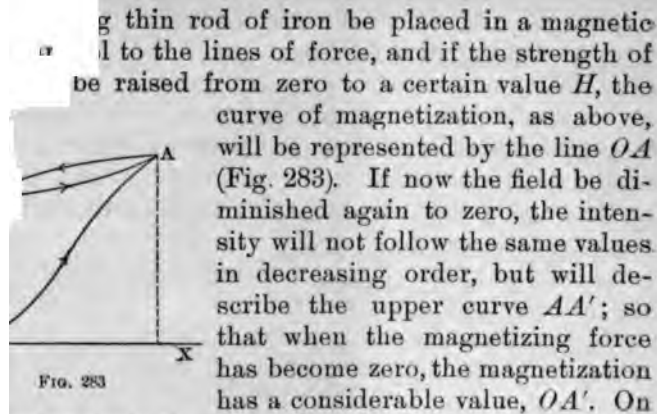 thin rod of iron be placed in a magnetic
to the lines of force, and if the strength of
be raised from zero to a certain value H, the
curve of magnetization, as above,
will be represented by the line OA
(Fig. 283). If now the field be di-
minished again to zero, the inten-
sity will not follow the same values
in decreasing order, but will de-
scribe the upper curve AA'; so
that when the magnetizing force
has become zero, the magnetization
has a considerable value, OA'. On
A
X
FIG. 283